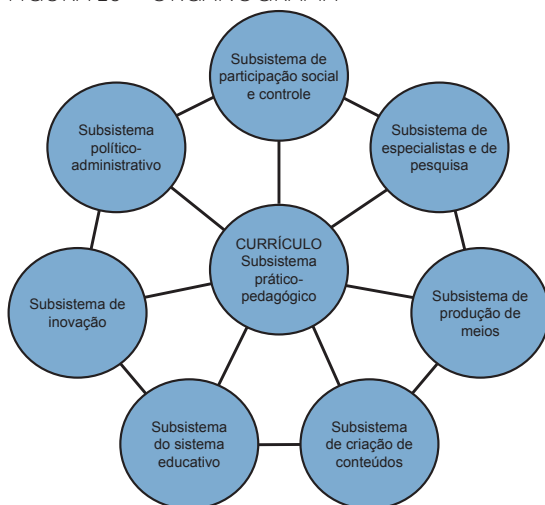 Subsistema de
participação social
e controle
Subsistema
político-
administrativo
Subsistema de
especialistas e de
pesquisa
CURRÍCULO
Subsistema
prático-
pedagógico
Subsistema de
inovação
Subsistema de
produção de
meios
Subsistema
do sistema
educativo
Subsistema
de criação de
conteúdos